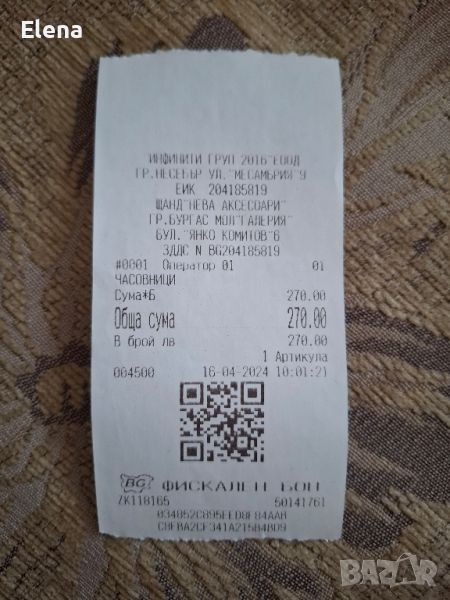 Elena
"ИНФИНИТИ ГРУП 2016"ЕООД
ГР.НЕСЕБЪР УЛ."МЕСАМБРИЯ"9
ЕИК 204185819
ЩАНД"НЕВА АКСЕСОАРИ"
ГР.БУРГАС МОЛ"ГАЛЕРИЯ"
БУЛ."ЯНКО КОМИТОВ"6
ЗДДС N BG204185819
#0001 Оператор 01 01
ЧАСОВНИЦИ
Сума*Б 270.00
Обща сума 270.00
В брой лв 270.00
1 Артикула
004500 16-04-2024 10:01:21
BG ФИСКАЛЕН БОН
ZK118165 50141761
BAZAR.BG